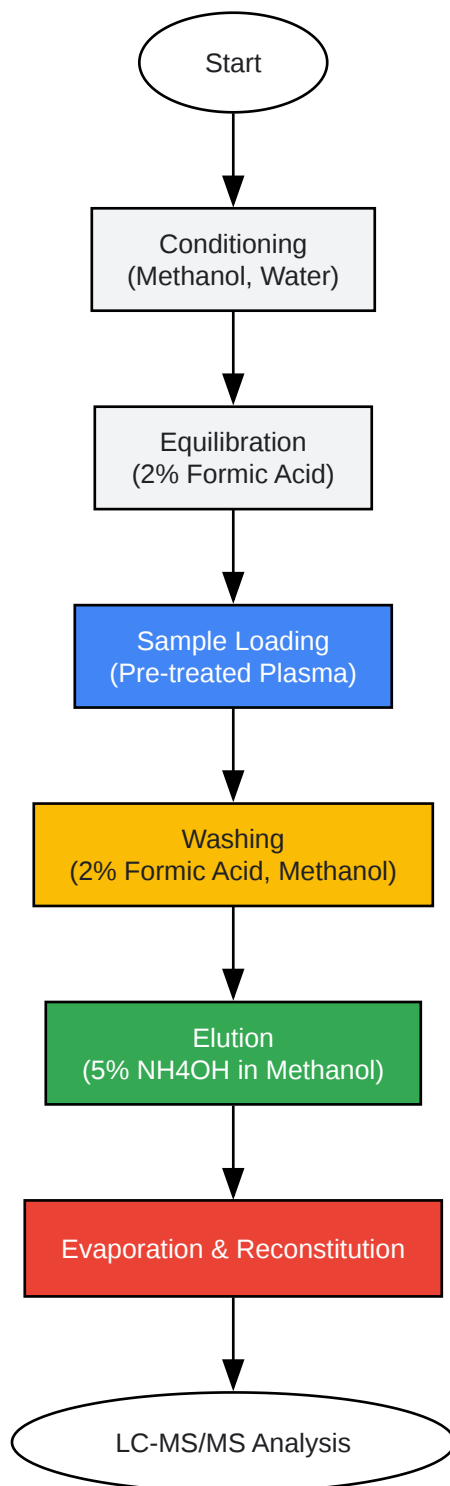 Start
Conditioning
(Methanol, Water)
Equilibration
(2% Formic Acid)
Sample Loading
(Pre-treated Plasma)
Washing
(2% Formic Acid, Methanol)
Elution
(5% NH4OH in Methanol)
Evaporation & Reconstitution
LC-MS/MS Analysis